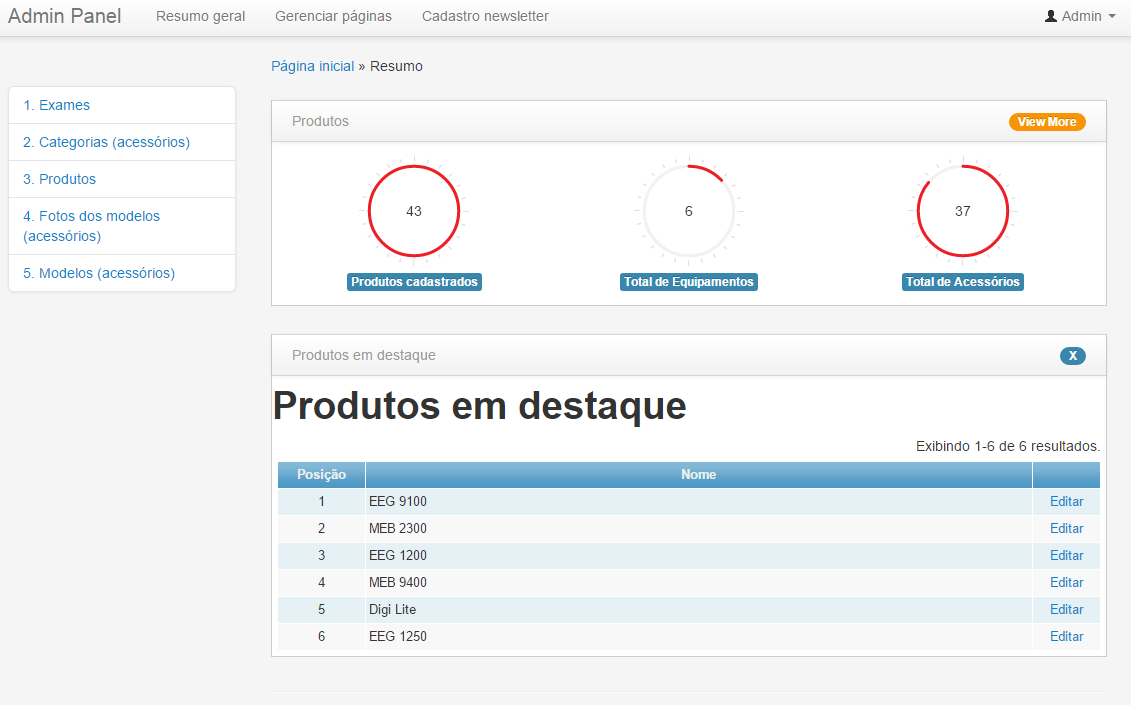 Admin Panel Resumo geral Gerenciar páginas Cadastro newsletter Admin
Página inicial » Resumo
1. Exames
2. Categorias (acessórios)
3. Produtos
4. Fotos dos modelos
(acessórios)
5. Modelos (acessórios)
Produtos View More
43 6 37
Produtos cadastrados Total de Equipamentos Total de Acessórios
Produtos em destaque X
Produtos em destaque
Exibindo 1-6 de 6 resultados.
Posição Nome
1 EEG 9100 Editar
2 MEB 2300 Editar
3 EEG 1200 Editar
4 MEB 9400 Editar
5 Digi Lite Editar
6 EEG 1250 Editar